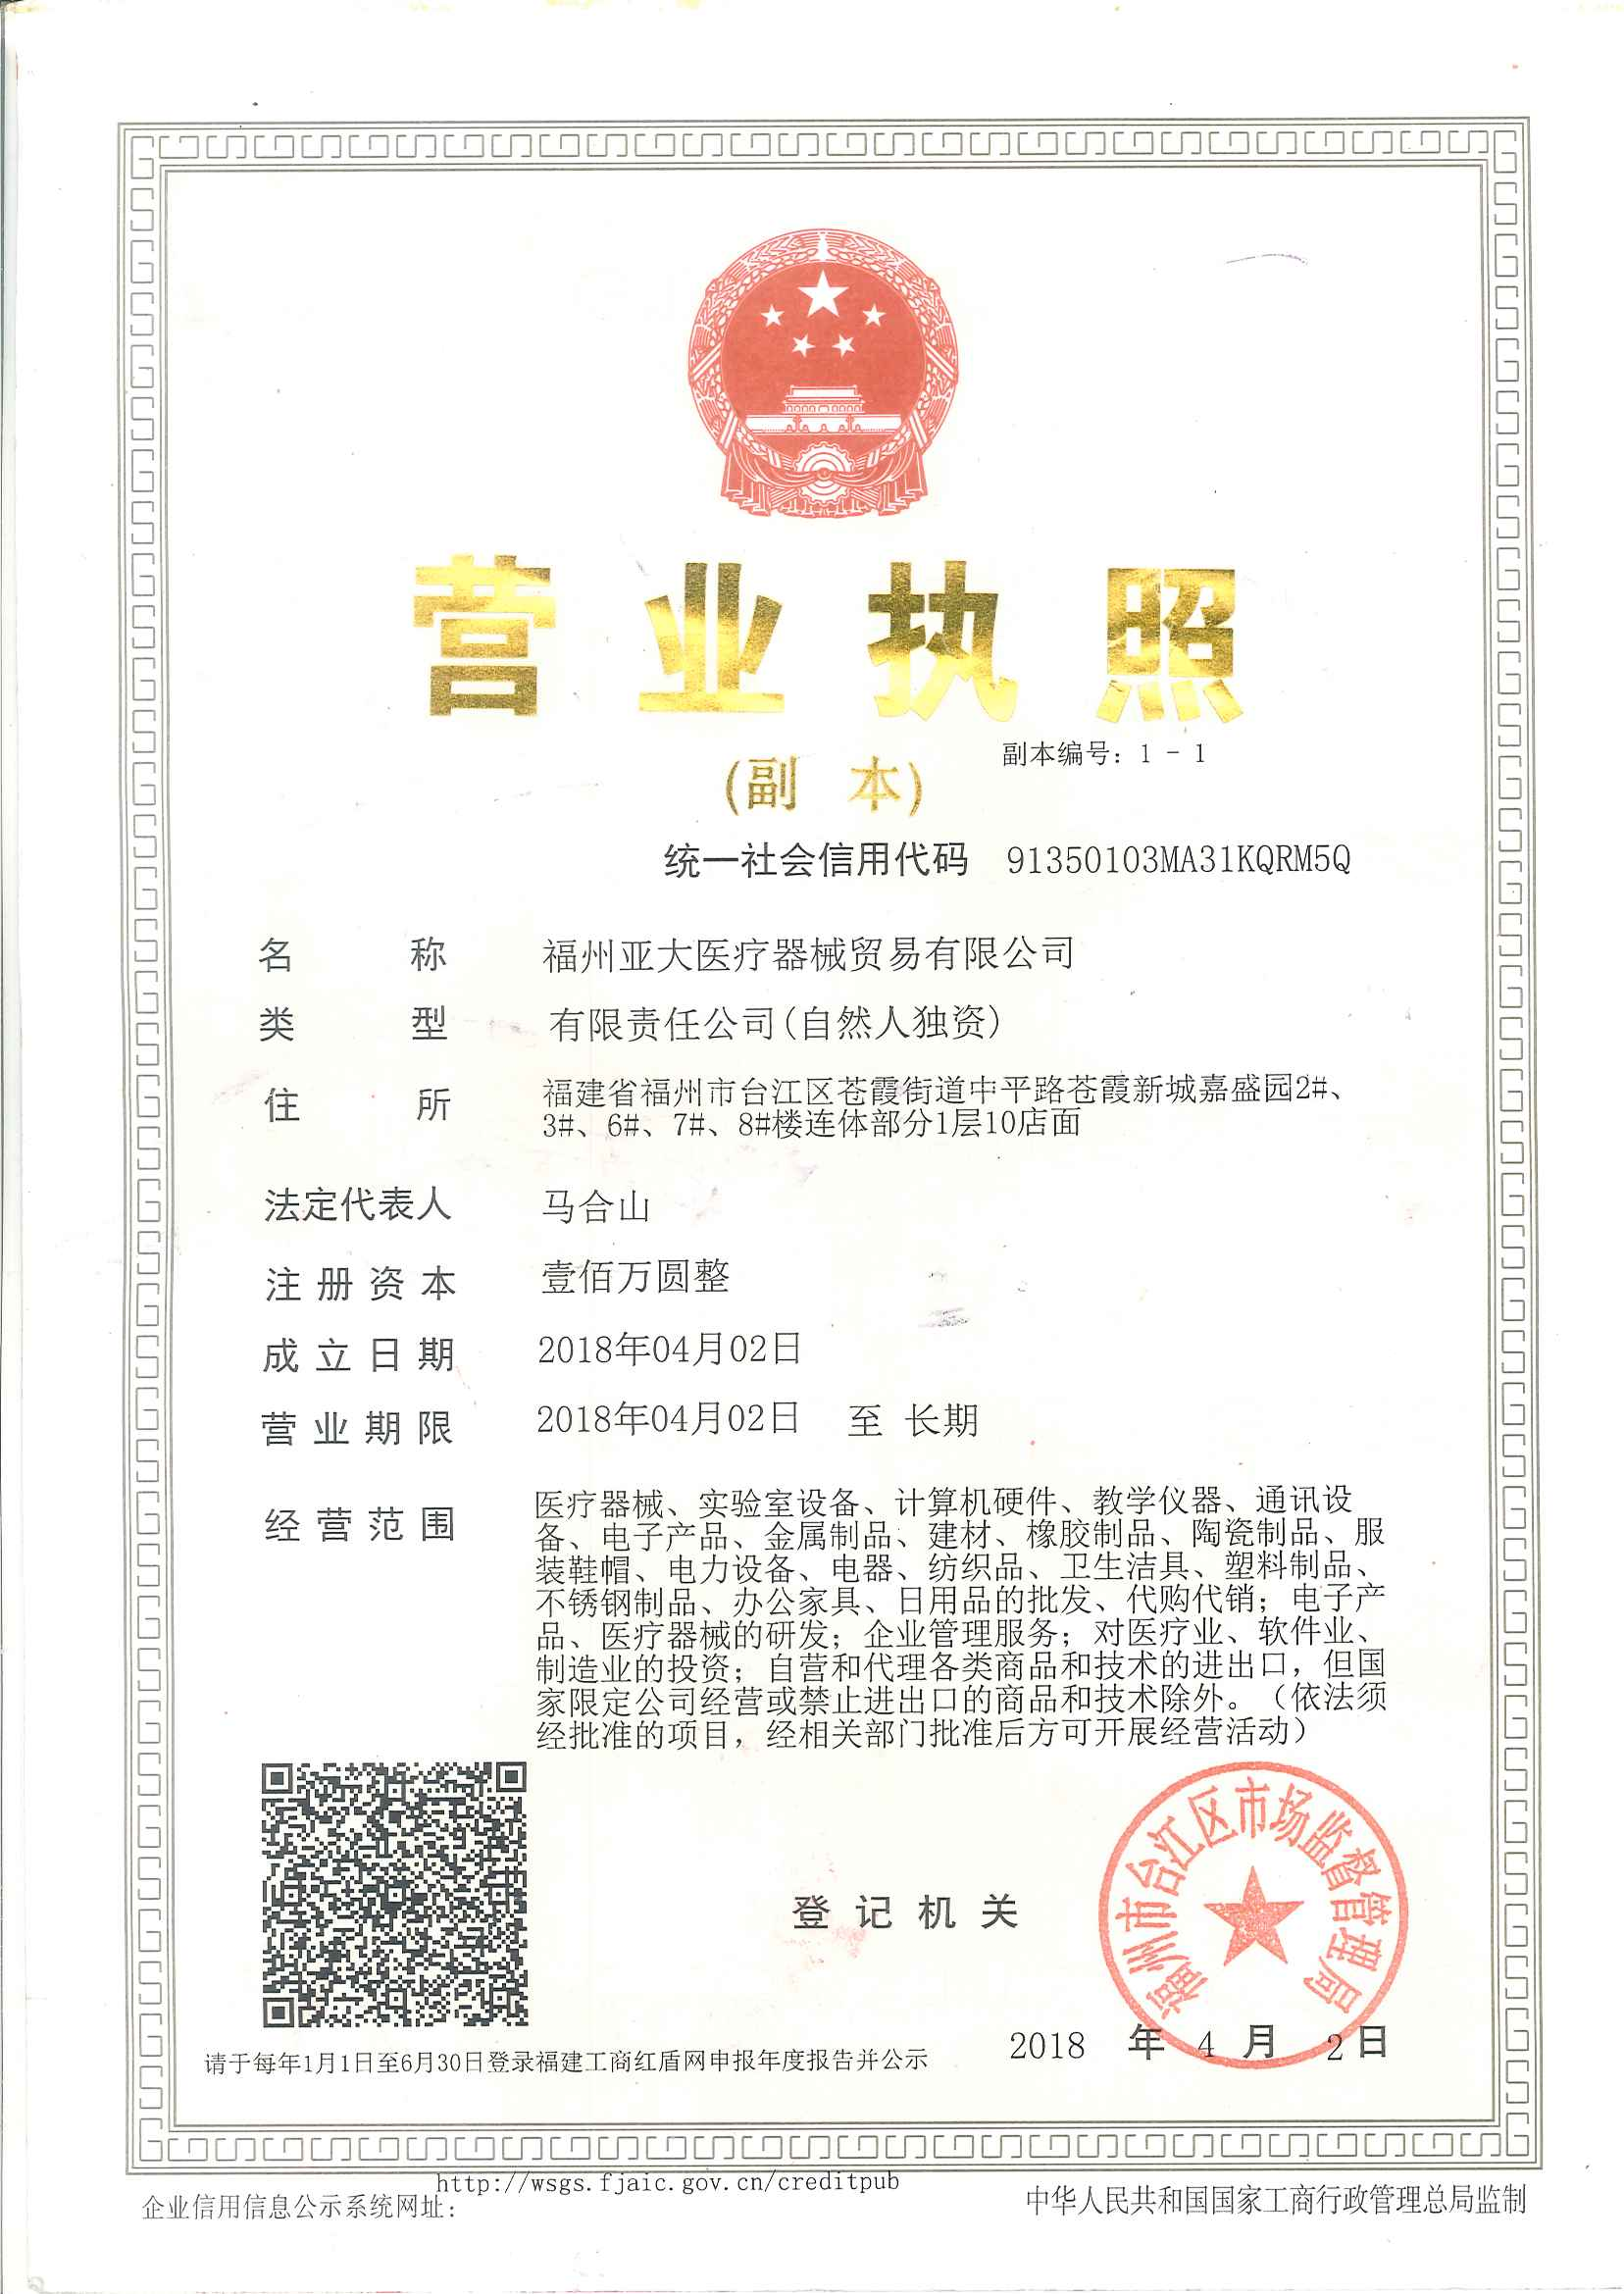 营业执照
(副 本)
副本编号：1 - 1
统一社会信用代码 91350103MA31KQRM5Q
名 称 福州亚大医疗器械贸易有限公司
类 型 有限责任公司(自然人独资)
住 所 福建省福州市台江区苍霞街道中平路苍霞新城嘉盛园2#、
3#、6#、7#、8#楼连体部分1层10店面
法定代表人 马合山
注册资本 壹佰万圆整
成立日期 2018年04月02日
营业期限 2018年04月02日 至 长期
经营范围 医疗器械、实验室设备、计算机硬件、教学仪器、通讯设
备、电子产品、金属制品、建材、橡胶制品、陶瓷制品、服
装鞋帽、电力设备、电器、纺织品、卫生洁具、塑料制品、
不锈钢制品、办公家具、日用品的批发、代购代销；电子产
品、医疗器械的研发；企业管理服务；对医疗业、软件业、
制造业的投资；自营和代理各类商品和技术的进出口，但国
家限定公司经营或禁止进出口的商品和技术除外。（依法须
经批准的项目，经相关部门批准后方可开展经营活动）
登记机关
福州市台江区市场监督管理局
2018 年 4 月 2 日
请于每年1月1日至6月30日登录福建工商红盾网申报年度报告并公示
企业信用信息公示系统网址：http://wsgs.fjaic.gov.cn/creditpub
中华人民共和国国家工商行政管理总局监制